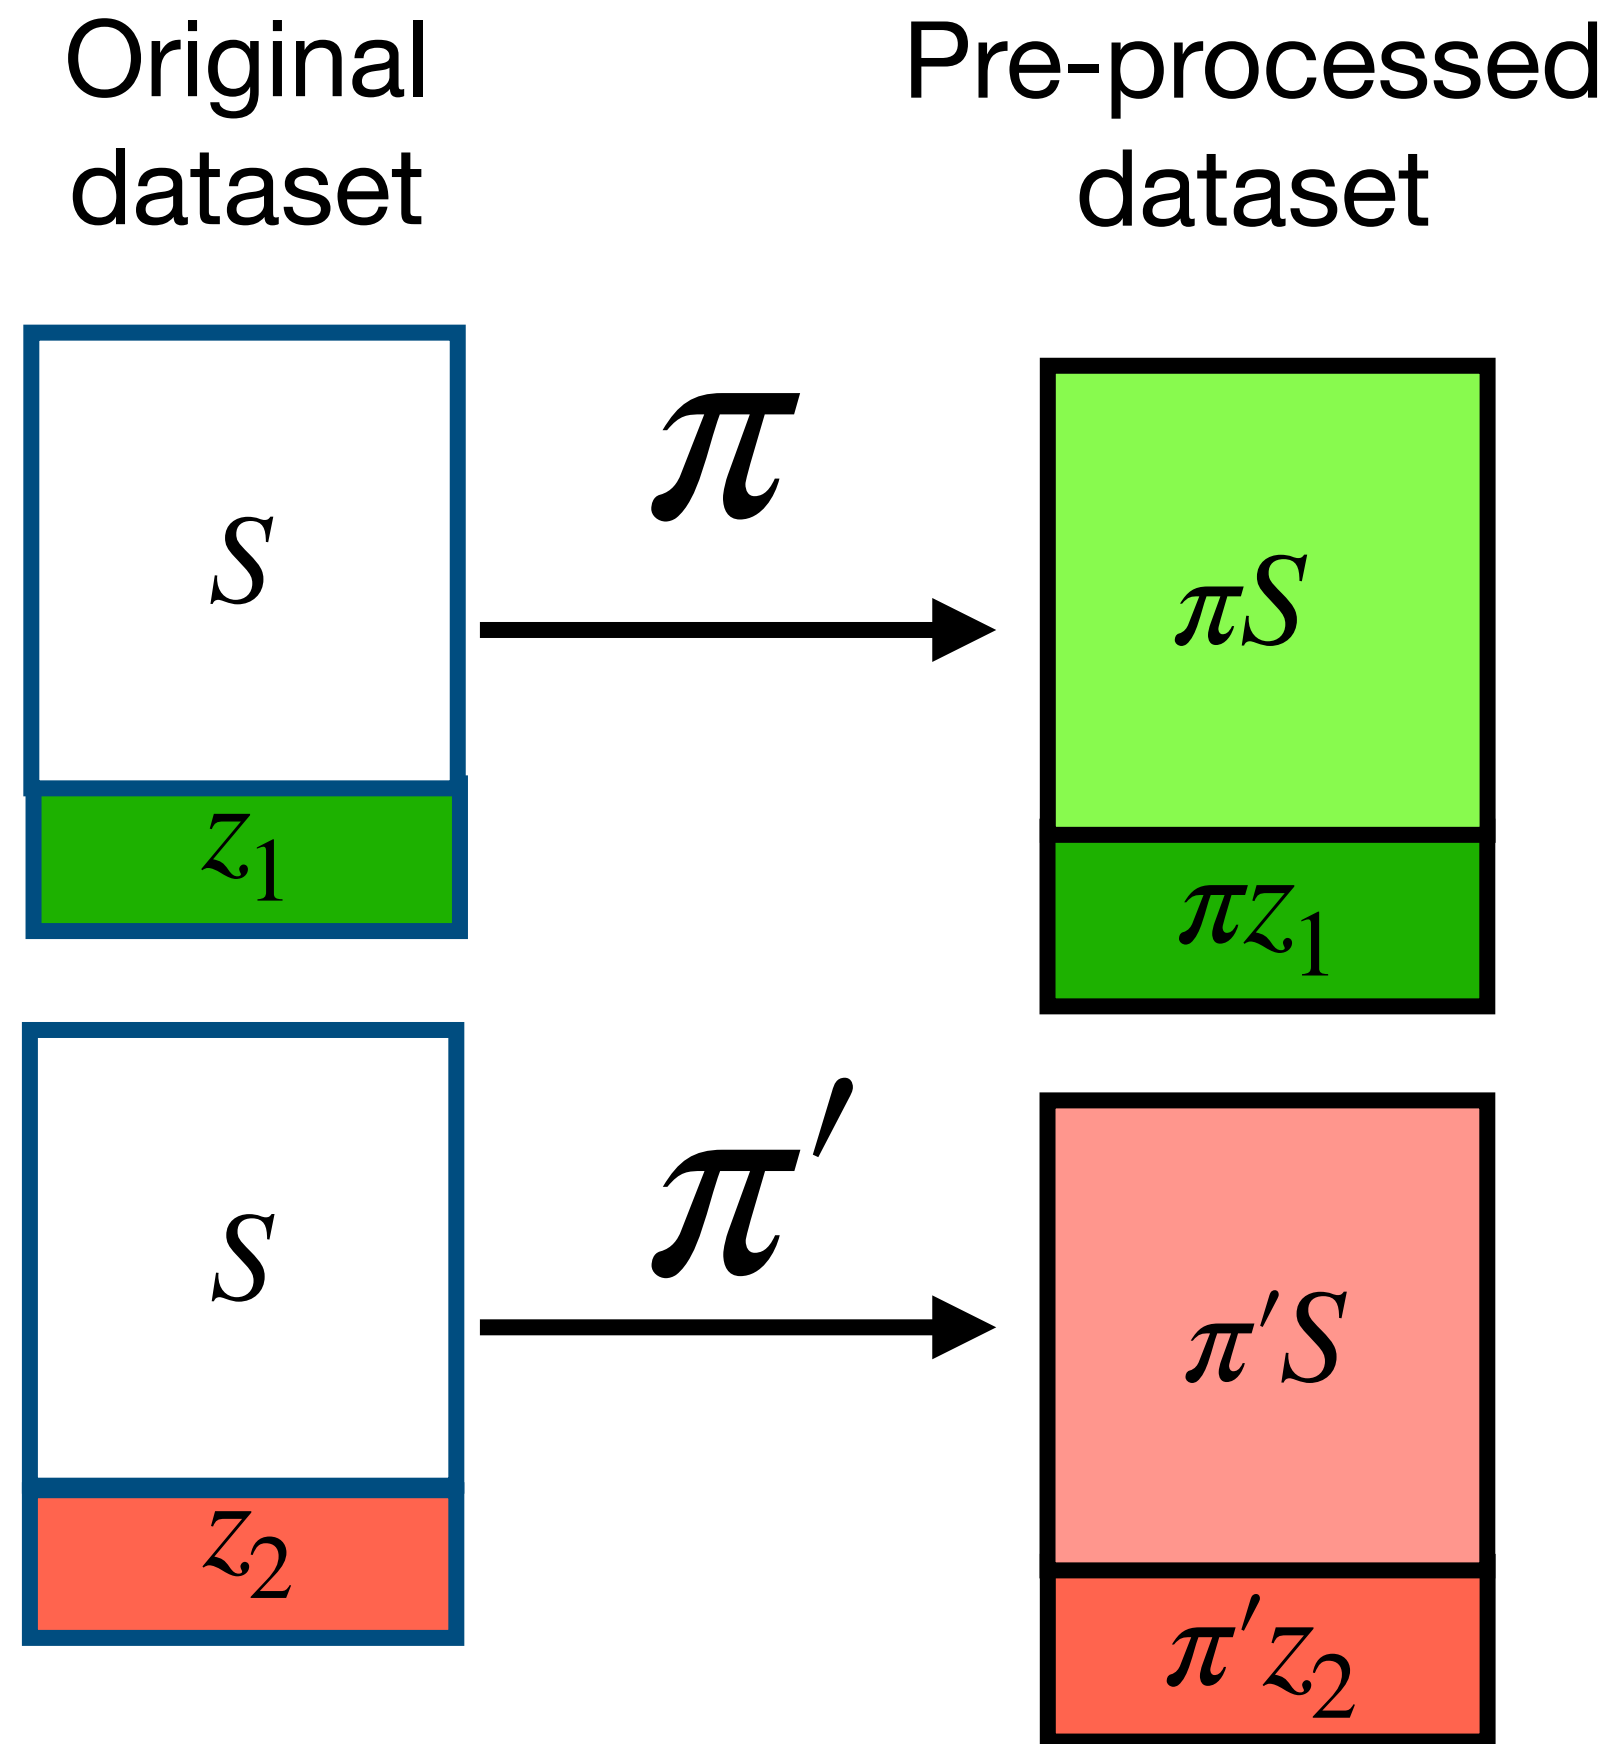 Original
dataset
Pre-processed
dataset
S
π
πS
z₁
πz₁
S
π′
π′S
z₂
π′z₂